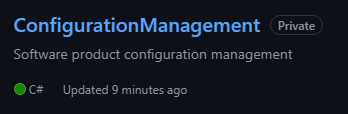 ConfigurationManagement Private
Software product configuration management
C# Updated 9 minutes ago